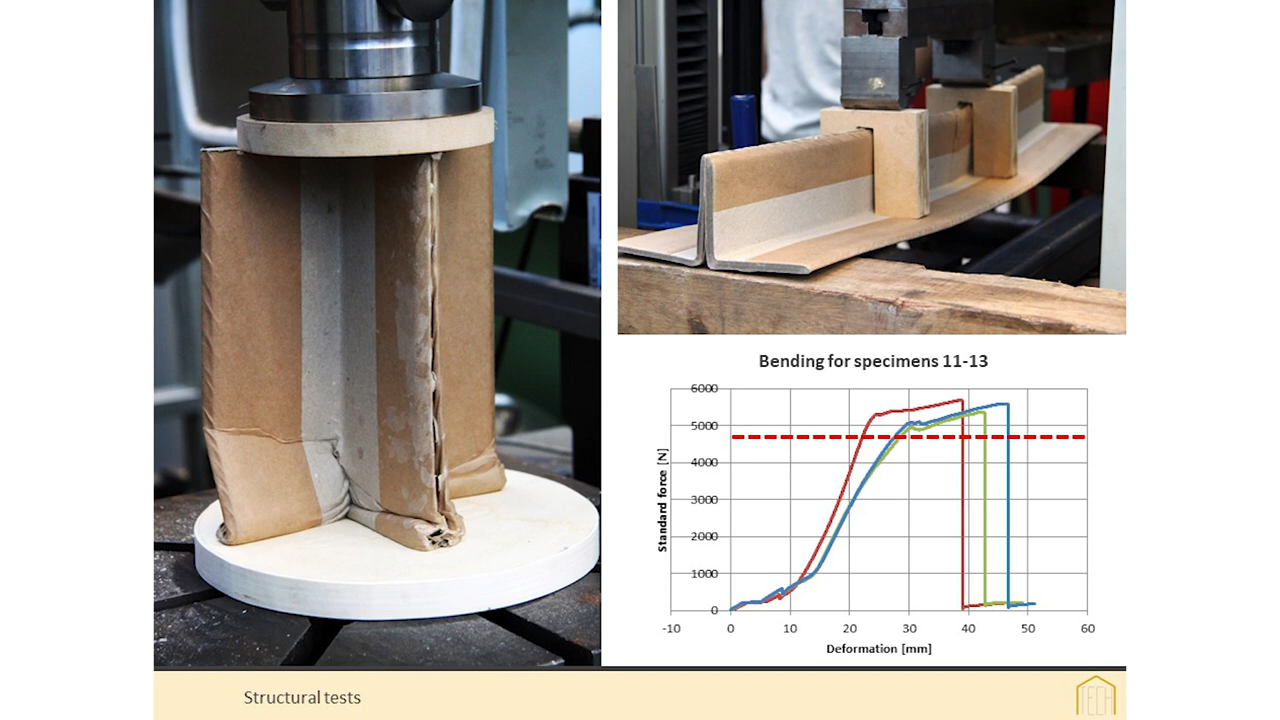 Bending for specimens 11-13
Standard force [N]
6000
5000
4000
3000
2000
1000
0
-10 0 10 20 30 40 50 60
Deformation [mm]
Structural tests
TECH